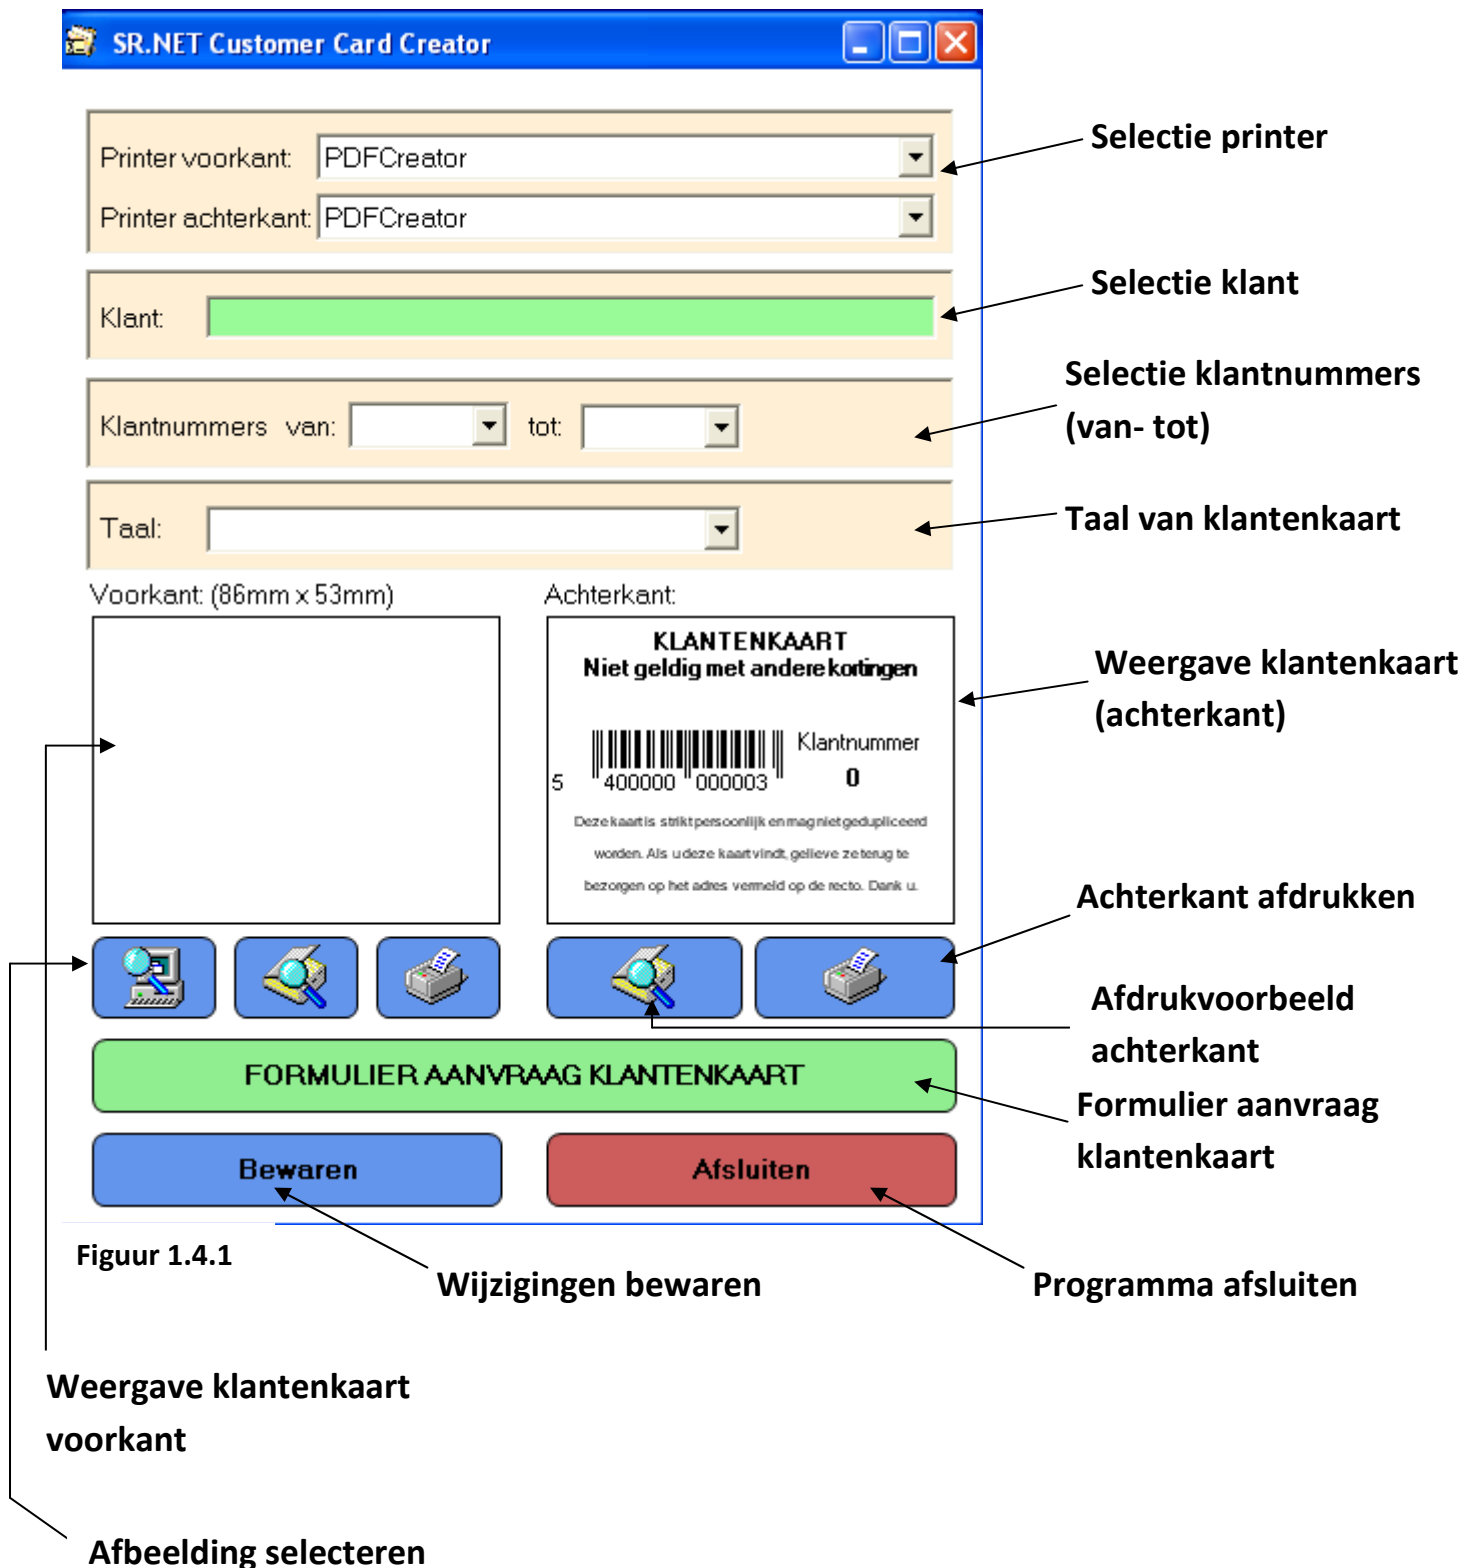 SR.NET Customer Card Creator
Printer voorkant: PDFCreator
Selectie printer
Printer achterkant: PDFCreator
Klant:
Selectie klant
Klantnummers van: tot:
Selectie klantnummers
(van- tot)
Taal:
Taal van klantenkaart
Voorkant: (86mm x 53mm)
Achterkant:
KLANTENKAART
Niet geldig met andere kortingen
Klantnummer
0
5 400000 000003
Deze kaart is strikt persoonlijk en mag niet gedupliceerd
worden. Als u deze kaart vindt, gelieve ze terug te
bezorgen op het adres vermeld op de recto. Dank u.
Weergave klantenkaart
(achterkant)
Achterkant afdrukken
Afdrukvoorbeeld
achterkant
FORMULIER AANVRAAG KLANTENKAART
Formulier aanvraag
klantenkaart
Bewaren
Afsluiten
Figuur 1.4.1
Wijzigingen bewaren
Programma afsluiten
Weergave klantenkaart
voorkant
Afbeelding selecteren